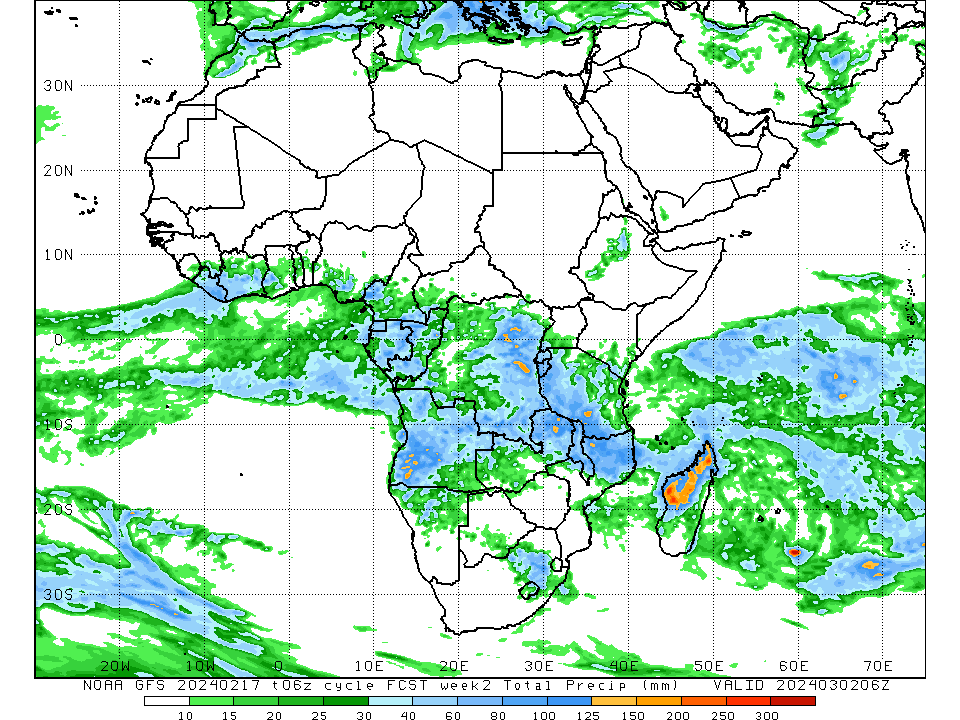 30N
20N
10N
0
10S
20S
30S
20W 10W 0 10E 20E 30E 40E 50E 60E 70E
NOAA GFS 20240217 t06z cycle FCST week2 Total Precip (mm) VALID 2024030206Z
10 15 20 25 30 40 60 80 100 125 150 200 250 300